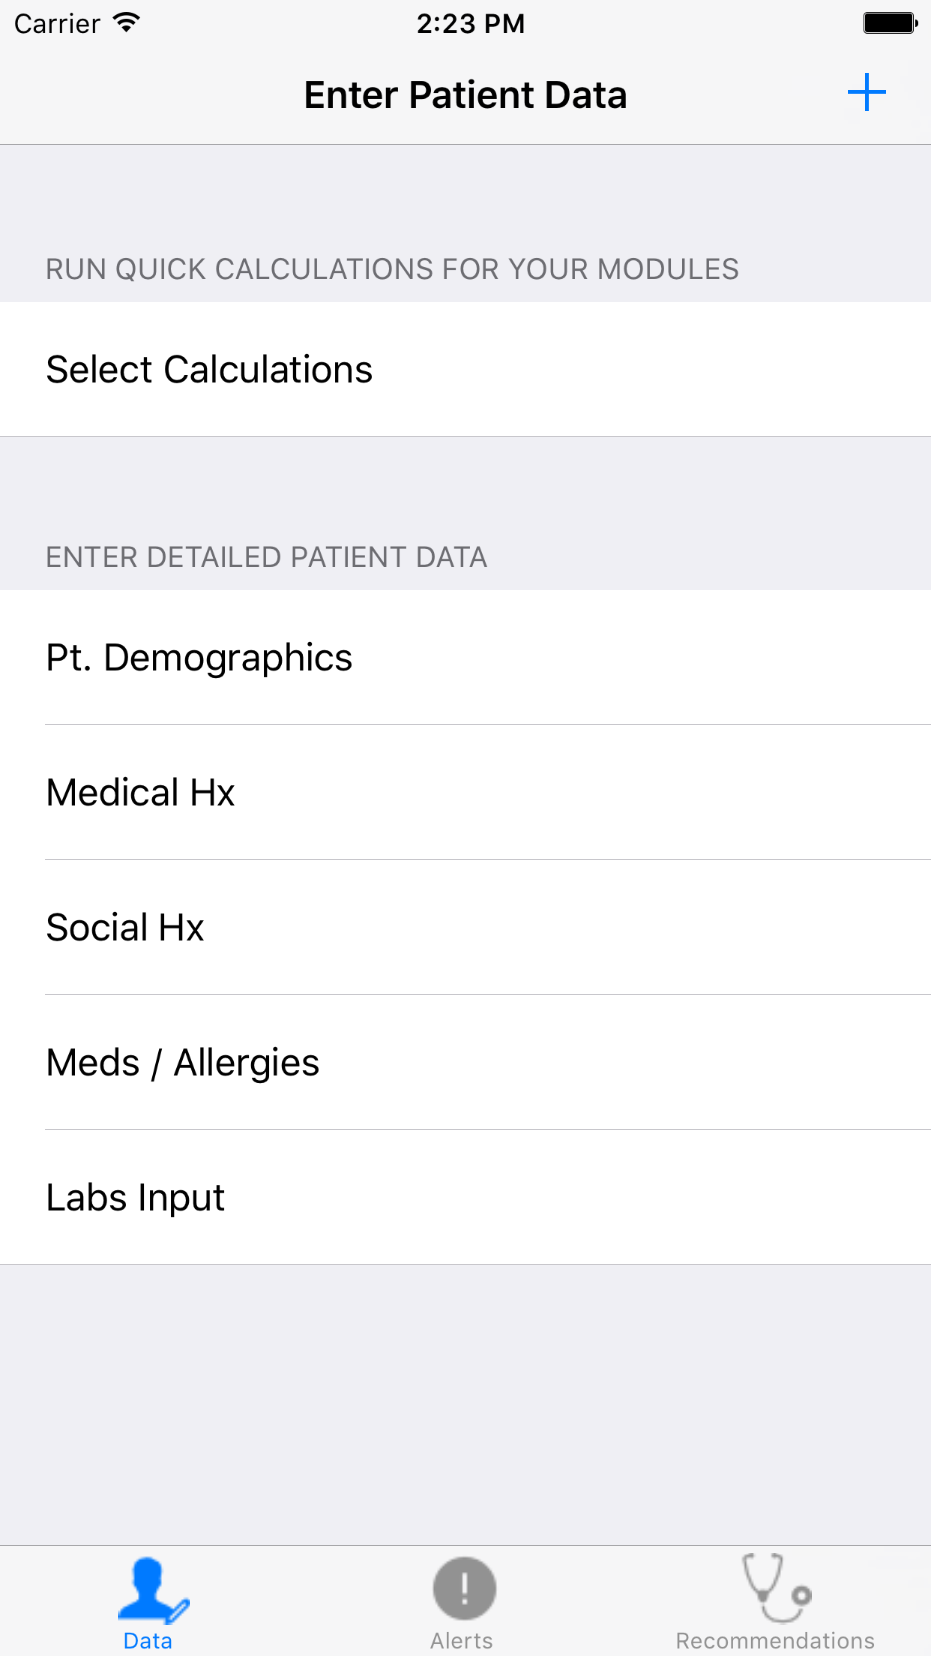 Carrier 2:23 PM
Enter Patient Data
RUN QUICK CALCULATIONS FOR YOUR MODULES
Select Calculations
ENTER DETAILED PATIENT DATA
Pt. Demographics
Medical Hx
Social Hx
Meds / Allergies
Labs Input
Data Alerts Recommendations